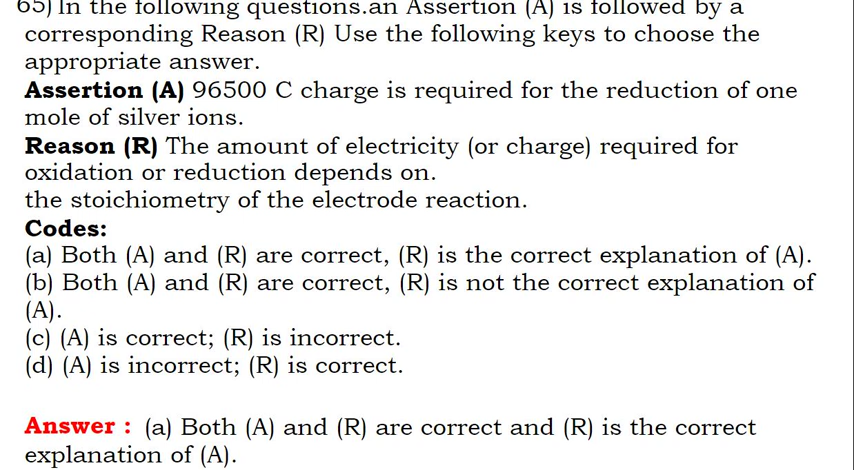 65) In the following questions.an Assertion (A) is followed by a
corresponding Reason (R) Use the following keys to choose the
appropriate answer.
Assertion (A) 96500 C charge is required for the reduction of one
mole of silver ions.
Reason (R) The amount of electricity (or charge) required for
oxidation or reduction depends on.
the stoichiometry of the electrode reaction.
Codes:
(a) Both (A) and (R) are correct, (R) is the correct explanation of (A).
(b) Both (A) and (R) are correct, (R) is not the correct explanation of
(A).
(c) (A) is correct; (R) is incorrect.
(d) (A) is incorrect; (R) is correct.
Answer : (a) Both (A) and (R) are correct and (R) is the correct
explanation of (A).